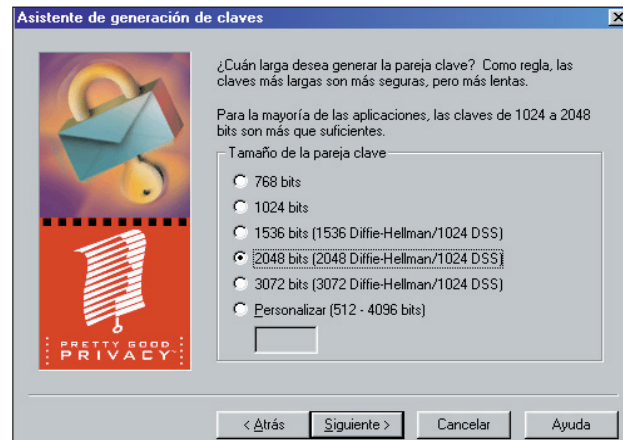 Asistente de generación de claves
¿Cuán larga desea generar la pareja clave? Como regla, las
claves más largas son más seguras, pero más lentas.
Para la mayoría de las aplicaciones, las claves de 1024 a 2048
bits son más que suficientes.
Tamaño de la pareja clave
768 bits
1024 bits
1536 bits (1536 Diffie-Hellman/1024 DSS)
2048 bits (2048 Diffie-Hellman/1024 DSS)
3072 bits (3072 Diffie-Hellman/1024 DSS)
Personalizar (512 - 4096 bits)
PRETTY GOOD
PRIVACY™
< Atrás
Siguiente >
Cancelar
Ayuda